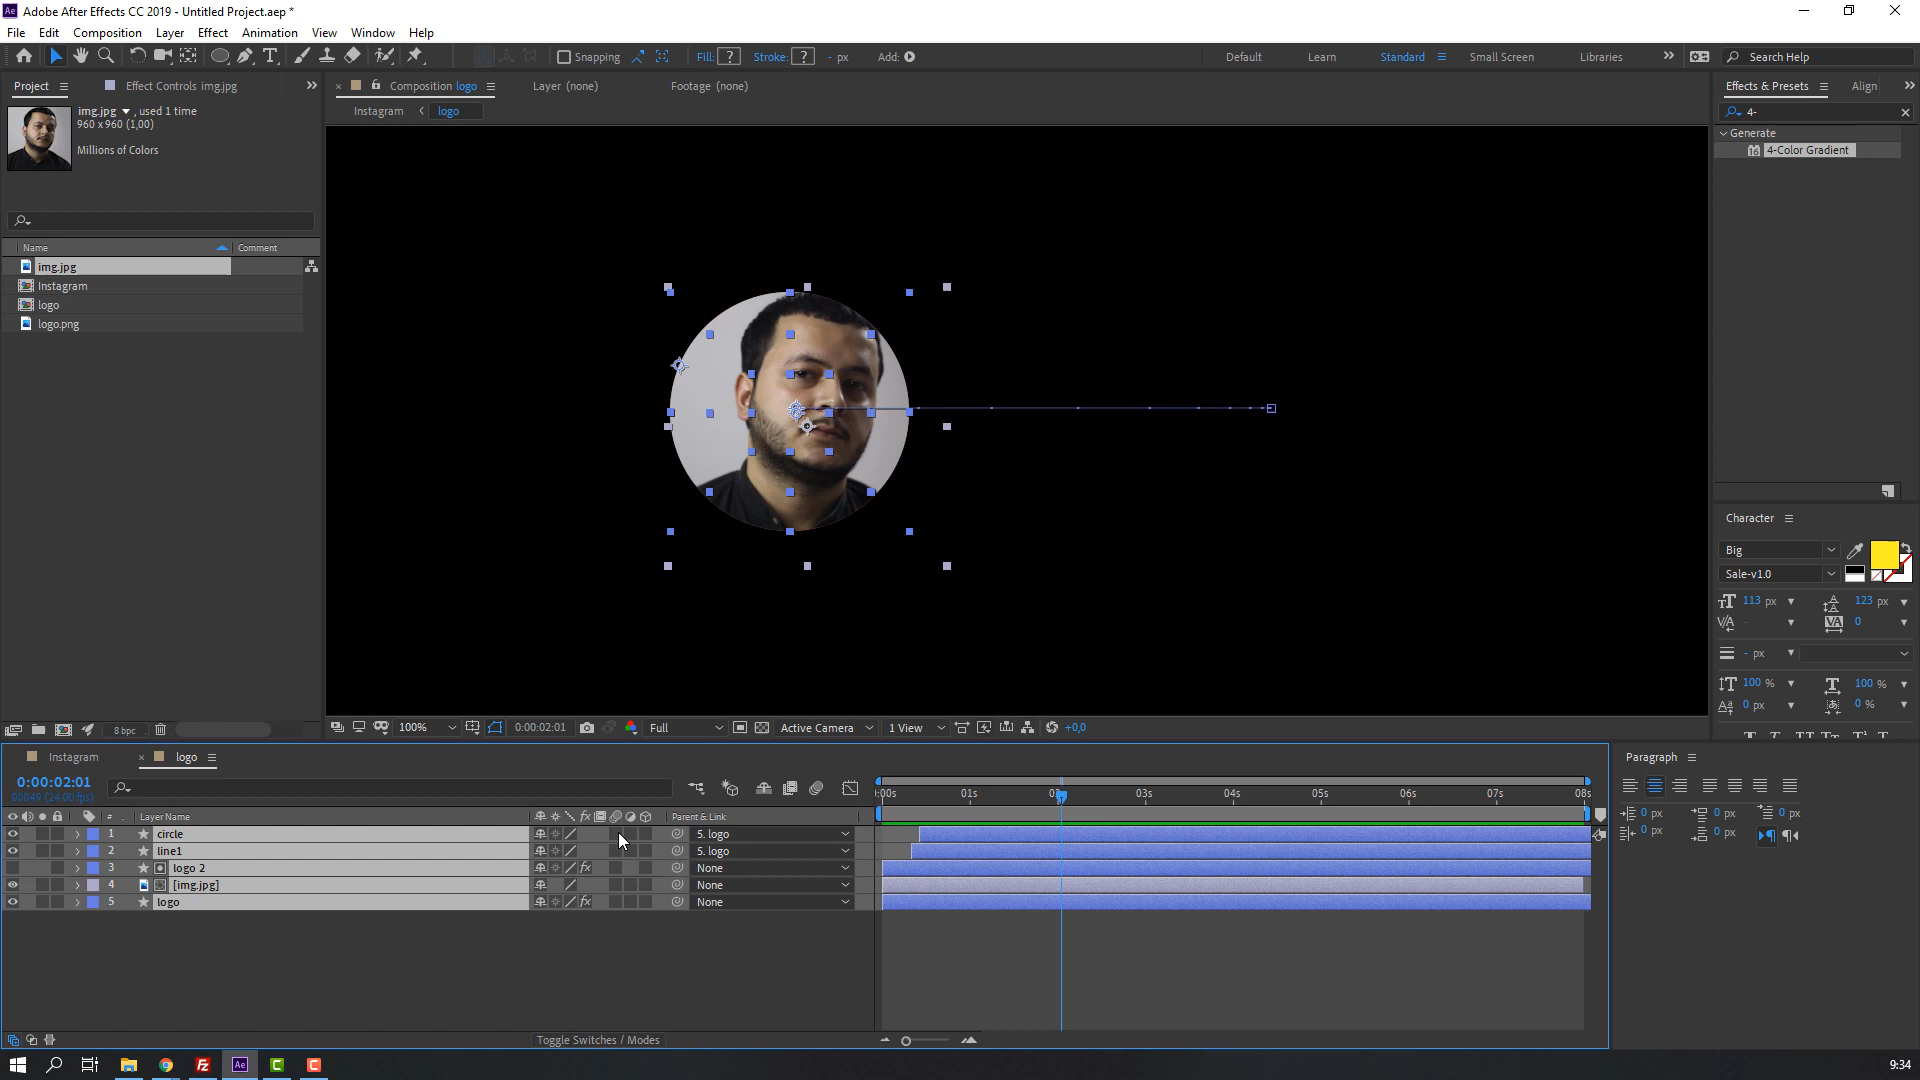 Adobe After Effects CC 2019 - Untitled Project.aep *
File Edit Composition Layer Effect Animation View Window Help
Snapping Fill: ? Stroke: ? - px Add: Default Learn Standard Small Screen Libraries Search Help
Project Effect Controls img.jpg
img.jpg , used 1 time
960 x 960 (1,00)
Millions of Colors
Name Comment
img.jpg
Instagram
logo
logo.png
8 bpc
Composition logo Layer (none) Footage (none)
Instagram logo
100% 0:00:02:01 Full Active Camera 1 View +0,0
Effects & Presets Align
4-
Generate
4-Color Gradient
Character
Big
Sale-v1.0
113 px 123 px
- 0
- px
100 % 100 %
0 px 0 %
Instagram logo
0:00:02:01
00049 (24.00 fps)
:00s 01s 03s 04s 05s 06s 07s 08s
# Layer Name Parent & Link
1 circle 5. logo
2 line1 5. logo
3 logo 2 fx None
4 [img.jpg] None
5 logo fx None
Toggle Switches / Modes
Paragraph
0 px 0 px 0 px
0 px 0 px
9:34